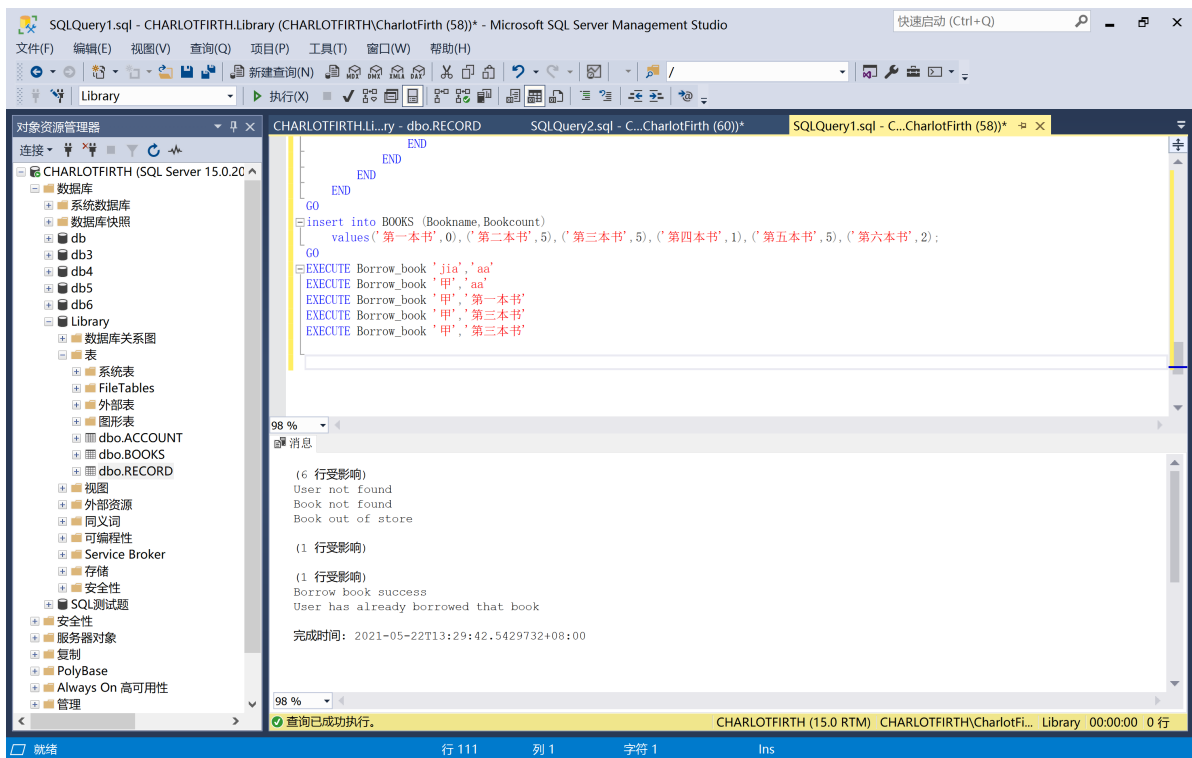 SQLQuery1.sql - CHARLOTFIRTH.Library (CHARLOTFIRTH\CharlotFirth (58))* - Microsoft SQL Server Management Studio
快速启动 (Ctrl+Q)
文件(F) 编辑(E) 视图(V) 查询(Q) 项目(P) 工具(T) 窗口(W) 帮助(H)
新建查询(N) MDX DMX XMLA DAX /
Library 执行(X)
对象资源管理器
连接
CHARLOTFIRTH (SQL Server 15.0.20
数据库
系统数据库
数据库快照
db
db3
db4
db5
db6
Library
数据库关系图
表
系统表
FileTables
外部表
图形表
dbo.ACCOUNT
dbo.BOOKS
dbo.RECORD
视图
外部资源
同义词
可编程性
Service Broker
存储
安全性
SQL测试题
安全性
服务器对象
复制
PolyBase
Always On 高可用性
管理
CHARLOTFIRTH.Li...ry - dbo.RECORD SQLQuery2.sql - C...CharlotFirth (60))* SQLQuery1.sql - C...CharlotFirth (58))*
END
END
END
END
GO
insert into BOOKS (Bookname,Bookcount)
values('第一本书',0),('第二本书',5),('第三本书',5),('第四本书',1),('第五本书',5),('第六本书',2);
GO
EXECUTE Borrow_book 'jia','aa'
EXECUTE Borrow_book '甲','aa'
EXECUTE Borrow_book '甲','第一本书'
EXECUTE Borrow_book '甲','第三本书'
EXECUTE Borrow_book '甲','第三本书'
98 %
消息
(6 行受影响)
User not found
Book not found
Book out of store
(1 行受影响)
(1 行受影响)
Borrow book success
User has already borrowed that book
完成时间: 2021-05-22T13:29:42.5429732+08:00
98 %
查询已成功执行。 CHARLOTFIRTH (15.0 RTM) CHARLOTFIRTH\CharlotFi... Library 00:00:00 0 行
就绪 行 111 列 1 字符 1 Ins